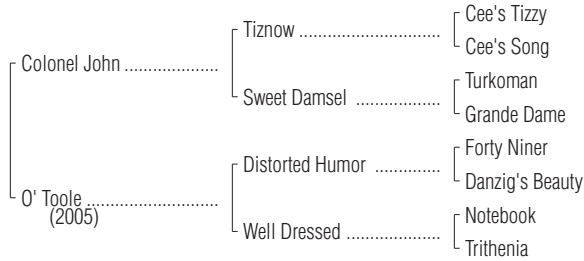 Cee's Tizzy
Tiznow
Cee's Song
Colonel John
Turkoman
Sweet Damsel
Grande Dame
Forty Niner
Distorted Humor
Danzig's Beauty
O' Toole
(2005)
Notebook
Well Dressed
Trithenia